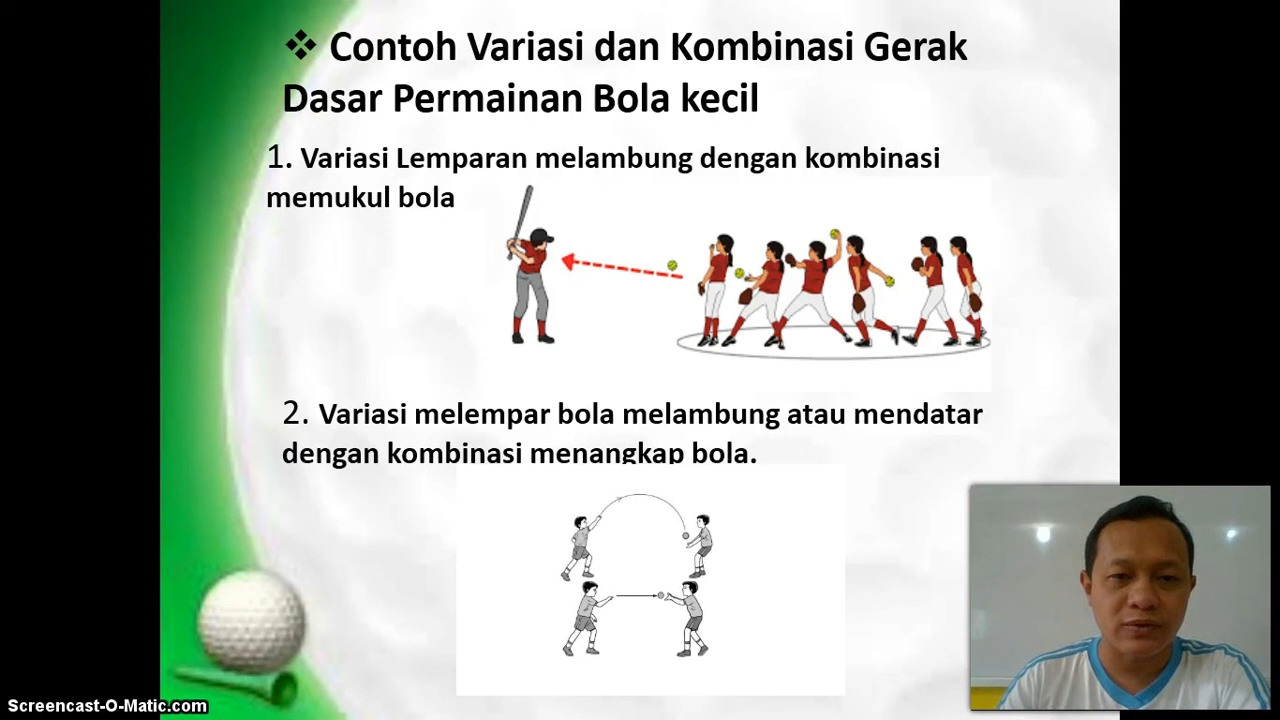 ❖ Contoh Variasi dan Kombinasi Gerak
Dasar Permainan Bola kecil
1. Variasi Lemparan melambung dengan kombinasi
memukul bola
2. Variasi melempar bola melambung atau mendatar
dengan kombinasi menangkap bola.
Screencast-O-Matic.com